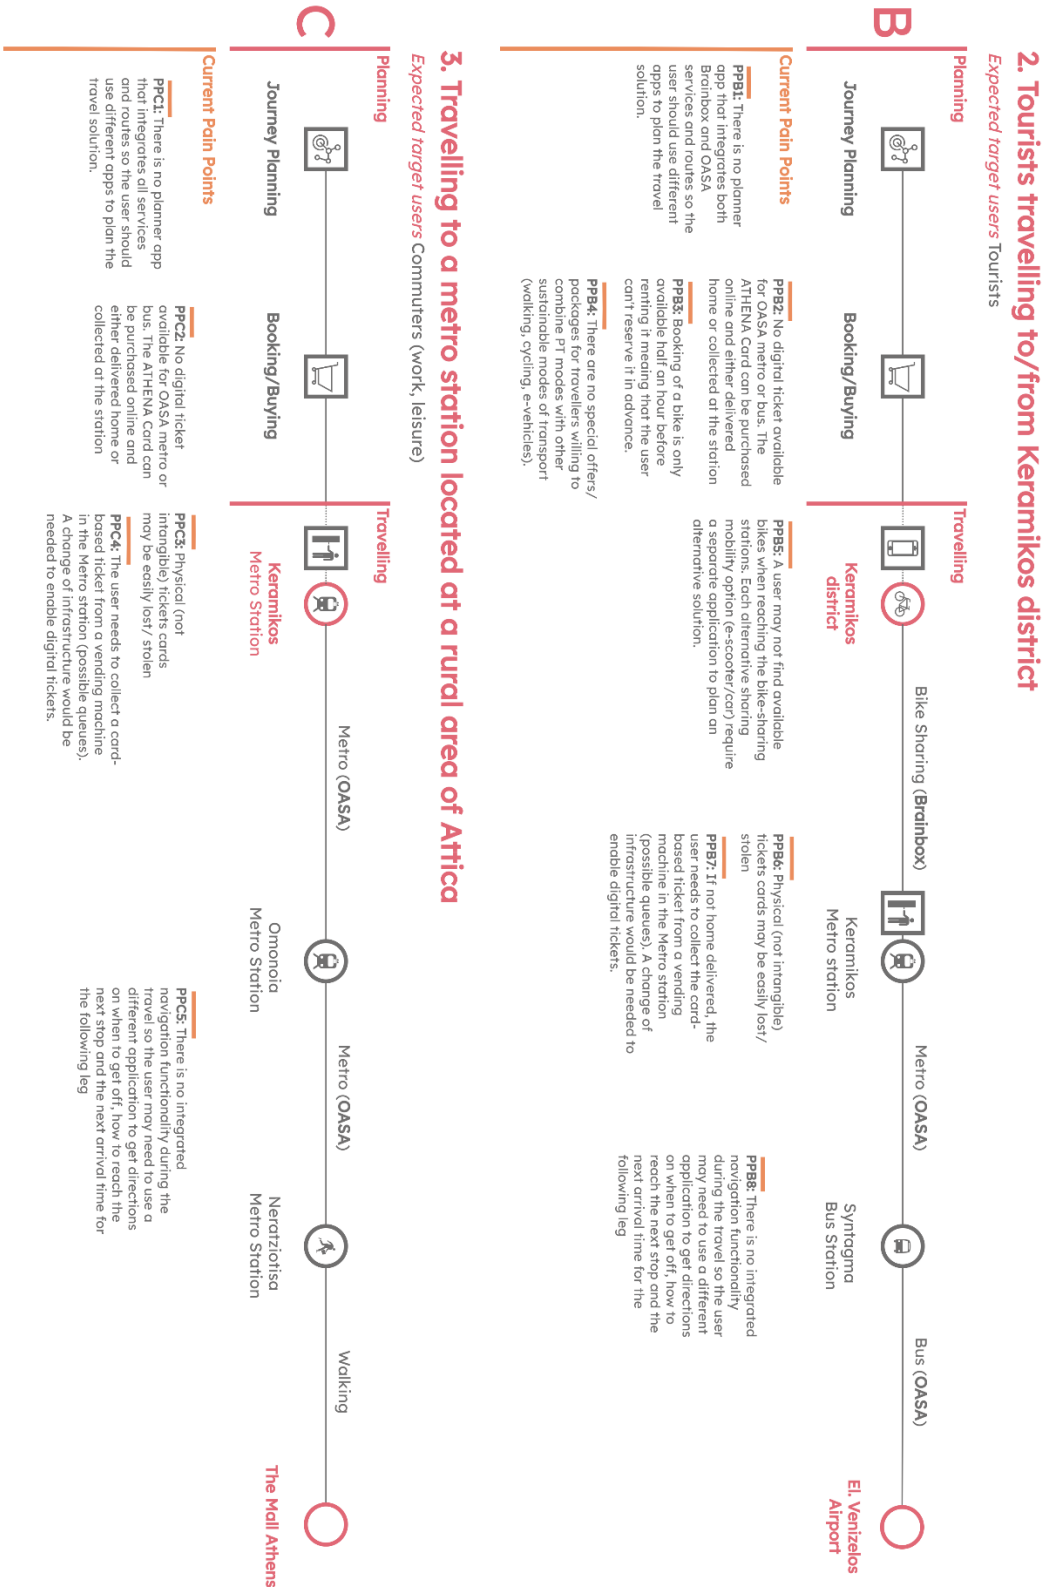 2. Tourists travelling to/from Keramikos district
Expected target users Tourists
B
Planning
Travelling
Journey Planning
Booking/Buying
Keramikos
district
Bike Sharing (Brainbox)
Keramikos
Metro station
Metro (OASA)
Syntagma
Bus Station
Bus (OASA)
El. Venizelos
Airport
Current Pain Points
PPB1: There is no planner
app that integrates both
Brainbox and OASA
services and routes so the
user should use different
apps to plan the travel
solution.
PPB2: No digital ticket available
for OASA metro or bus. The
ATHENA Card can be purchased
online and either delivered
home or collected at the station
PPB3: Booking of a bike is only
available half an hour before
renting it meaing that the user
can't reserve it in advance.
PPB4: There are no special offers/
packages for travellers willing to
combine PT modes with other
sustainable modes of transport
(walking, cycling, e-vehicles).
PPB5: A user may not find available
bikes when reaching the bike-sharing
stations. Each alternative sharing
mobility option (e-scooter/car) require
a separate application to plan an
alternative solution.
PPB6: Physical (not intangible)
tickets cards may be easily lost/
stolen
PPB7: If not home delivered, the
user needs to collect the card-
based ticket from a vending
machine in the Metro station
(possible queues). A change of
infrastructure would be needed to
enable digital tickets.
PPB8: There is no integrated
navigation functionality
during the travel so the user
may need to use a different
application to get directions
on when to get off, how to
reach the next stop and the
next arrival time for the
following leg
3. Travelling to a metro station located at a rural area of Attica
Expected target users Commuters (work, leisure)
C
Planning
Travelling
Journey Planning
Booking/Buying
Keramikos
Metro Station
Metro (OASA)
Omonoia
Metro Station
Metro (OASA)
Neratziotisa
Metro Station
Walking
The Mall Athens
Current Pain Points
PPC1: There is no planner app
that integrates all services
and routes so the user should
use different apps to plan the
travel solution.
PPC2: No digital ticket
available for OASA metro or
bus. The ATHENA Card can
be purchased online and
either delivered home or
collected at the station
PPC3: Physical (not
intangible) tickets cards
may be easily lost/ stolen
PPC4: The user needs to collect a card-
based ticket from a vending machine
in the Metro station (possible queues).
A change of infrastructure would be
needed to enable digital tickets.
PPC5: There is no integrated
navigation functionality during the
travel so the user may need to use a
different application to get directions
on when to get off, how to reach the
next stop and the next arrival time for
the following leg